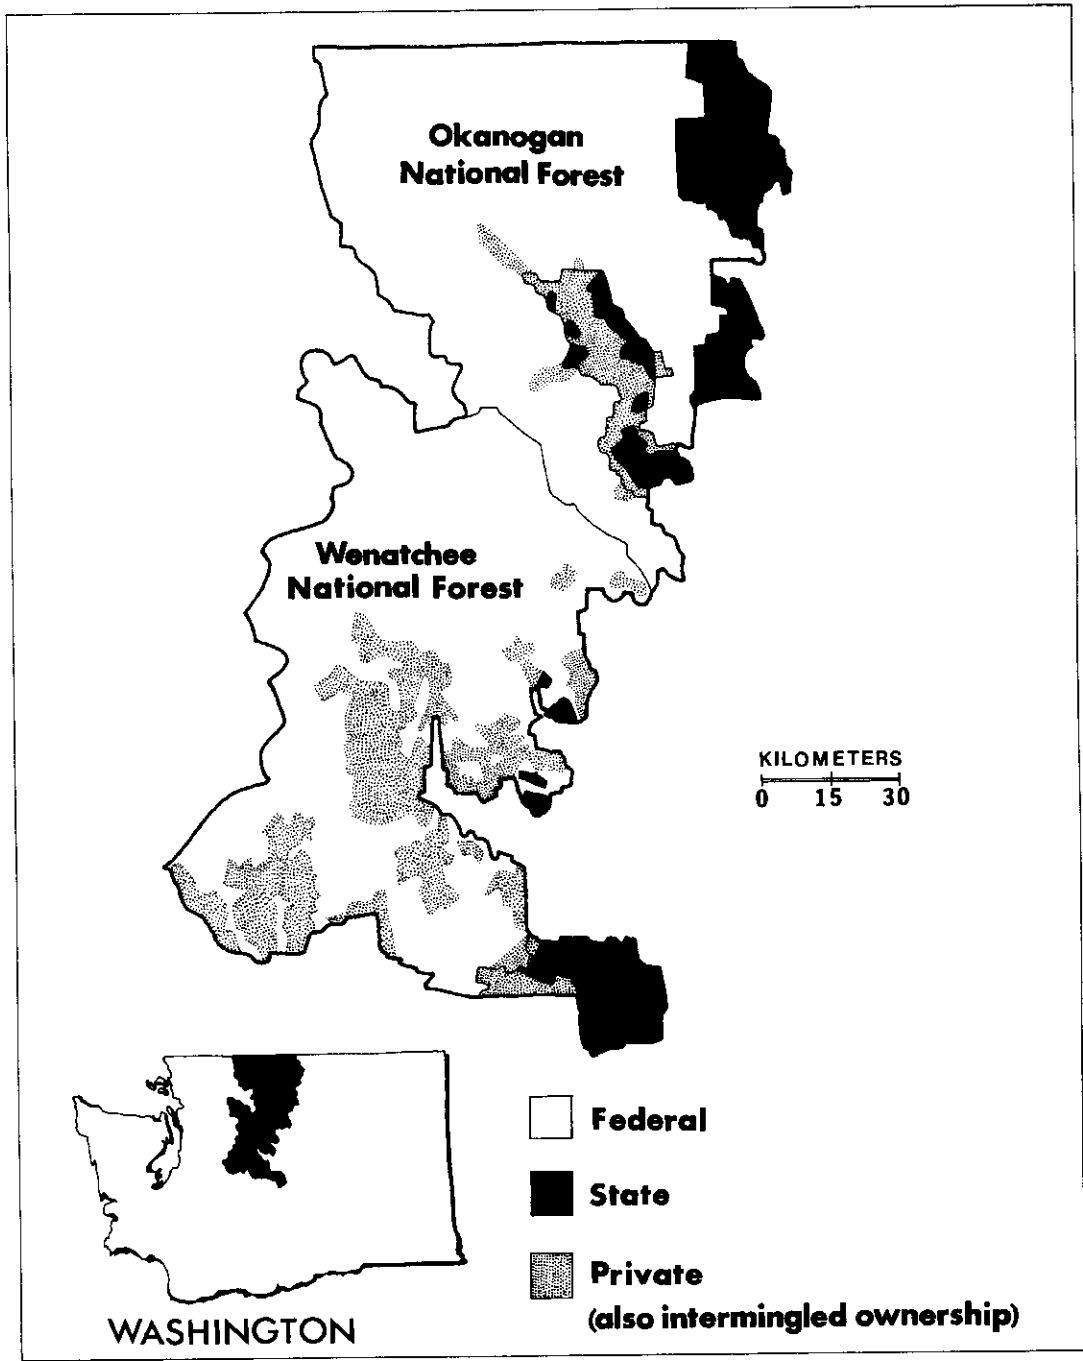 Okanogan
National Forest
Wenatchee
National Forest
KILOMETERS
0 15 30
Federal
State
Private
(also intermingled ownership)
WASHINGTON